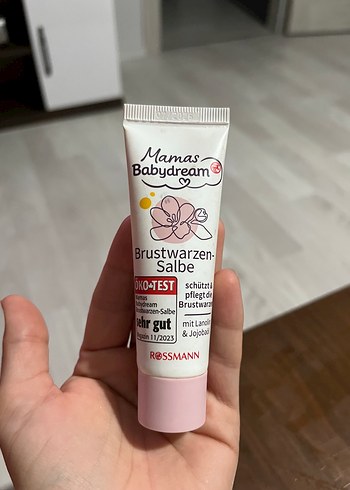 Mamas
Babydream
Brustwarzen-
Salbe
ÖKO-TEST
Mamas
Babydream
Brustwarzen-Salbe
sehr gut
11/2023
schützt &
pflegt die
Brustwarze
mit Lanolin
& Jojobaöl
ROSSMANN